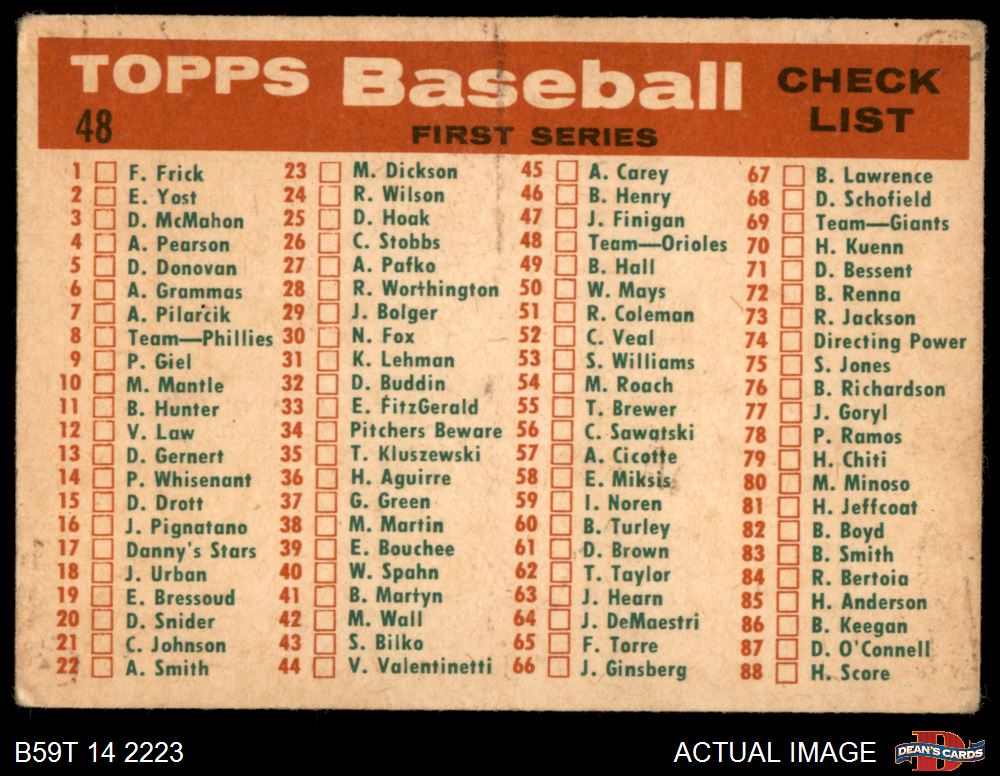 TOPPS Baseball CHECK LIST
48
FIRST SERIES
1 F. Frick
2 E. Yost
3 D. McMahon
4 A. Pearson
5 D. Donovan
6 A. Grammas
7 A. Pilarcik
8 Team—Phillies
9 P. Giel
10 M. Mantle
11 B. Hunter
12 V. Law
13 D. Gernert
14 P. Whisenant
15 D. Drott
16 J. Pignatano
17 Danny's Stars
18 J. Urban
19 E. Bressoud
20 D. Snider
21 C. Johnson
22 A. Smith
23 M. Dickson
24 R. Wilson
25 D. Hoak
26 C. Stobbs
27 A. Pafko
28 R. Worthington
29 J. Bolger
30 N. Fox
31 K. Lehman
32 D. Buddin
33 E. FitzGerald
34 Pitchers Beware
35 T. Kluszewski
36 H. Aguirre
37 G. Green
38 M. Martin
39 E. Bouchee
40 W. Spahn
41 B. Martyn
42 M. Wall
43 S. Bilko
44 V. Valentinetti
45 A. Carey
46 B. Henry
47 J. Finigan
48 Team—Orioles
49 B. Hall
50 W. Mays
51 R. Coleman
52 C. Veal
53 S. Williams
54 M. Roach
55 T. Brewer
56 C. Sawatski
57 A. Cicotte
58 E. Miksis
59 I. Noren
60 B. Turley
61 D. Brown
62 T. Taylor
63 J. Hearn
64 J. DeMaestri
65 F. Torre
66 J. Ginsberg
67 B. Lawrence
68 D. Schofield
69 Team—Giants
70 H. Kuenn
71 D. Bessent
72 B. Renna
73 R. Jackson
74 Directing Power
75 S. Jones
76 B. Richardson
77 J. Goryl
78 P. Ramos
79 H. Chiti
80 M. Minoso
81 H. Jeffcoat
82 B. Boyd
83 B. Smith
84 R. Bertoia
85 H. Anderson
86 B. Keegan
87 D. O'Connell
88 H. Score
B59T 14 2223
ACTUAL IMAGE
D
DEAN'S CARDS